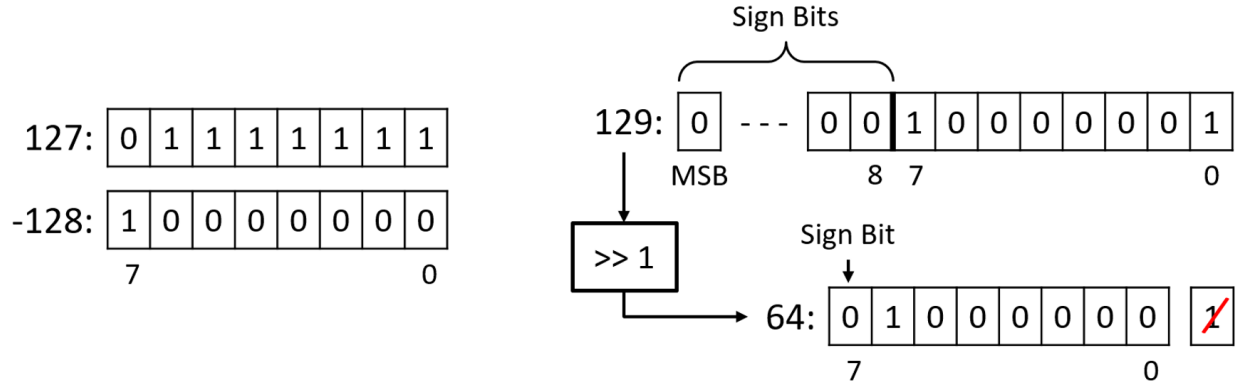 Sign Bits
127: 0 1 1 1 1 1 1 1
-128: 1 0 0 0 0 0 0 0
7 0
129: 0 --- 0 0 1 0 0 0 0 0 0 1
MSB 8 7 0
>> 1
Sign Bit
64: 0 1 0 0 0 0 0 0 1
7 0